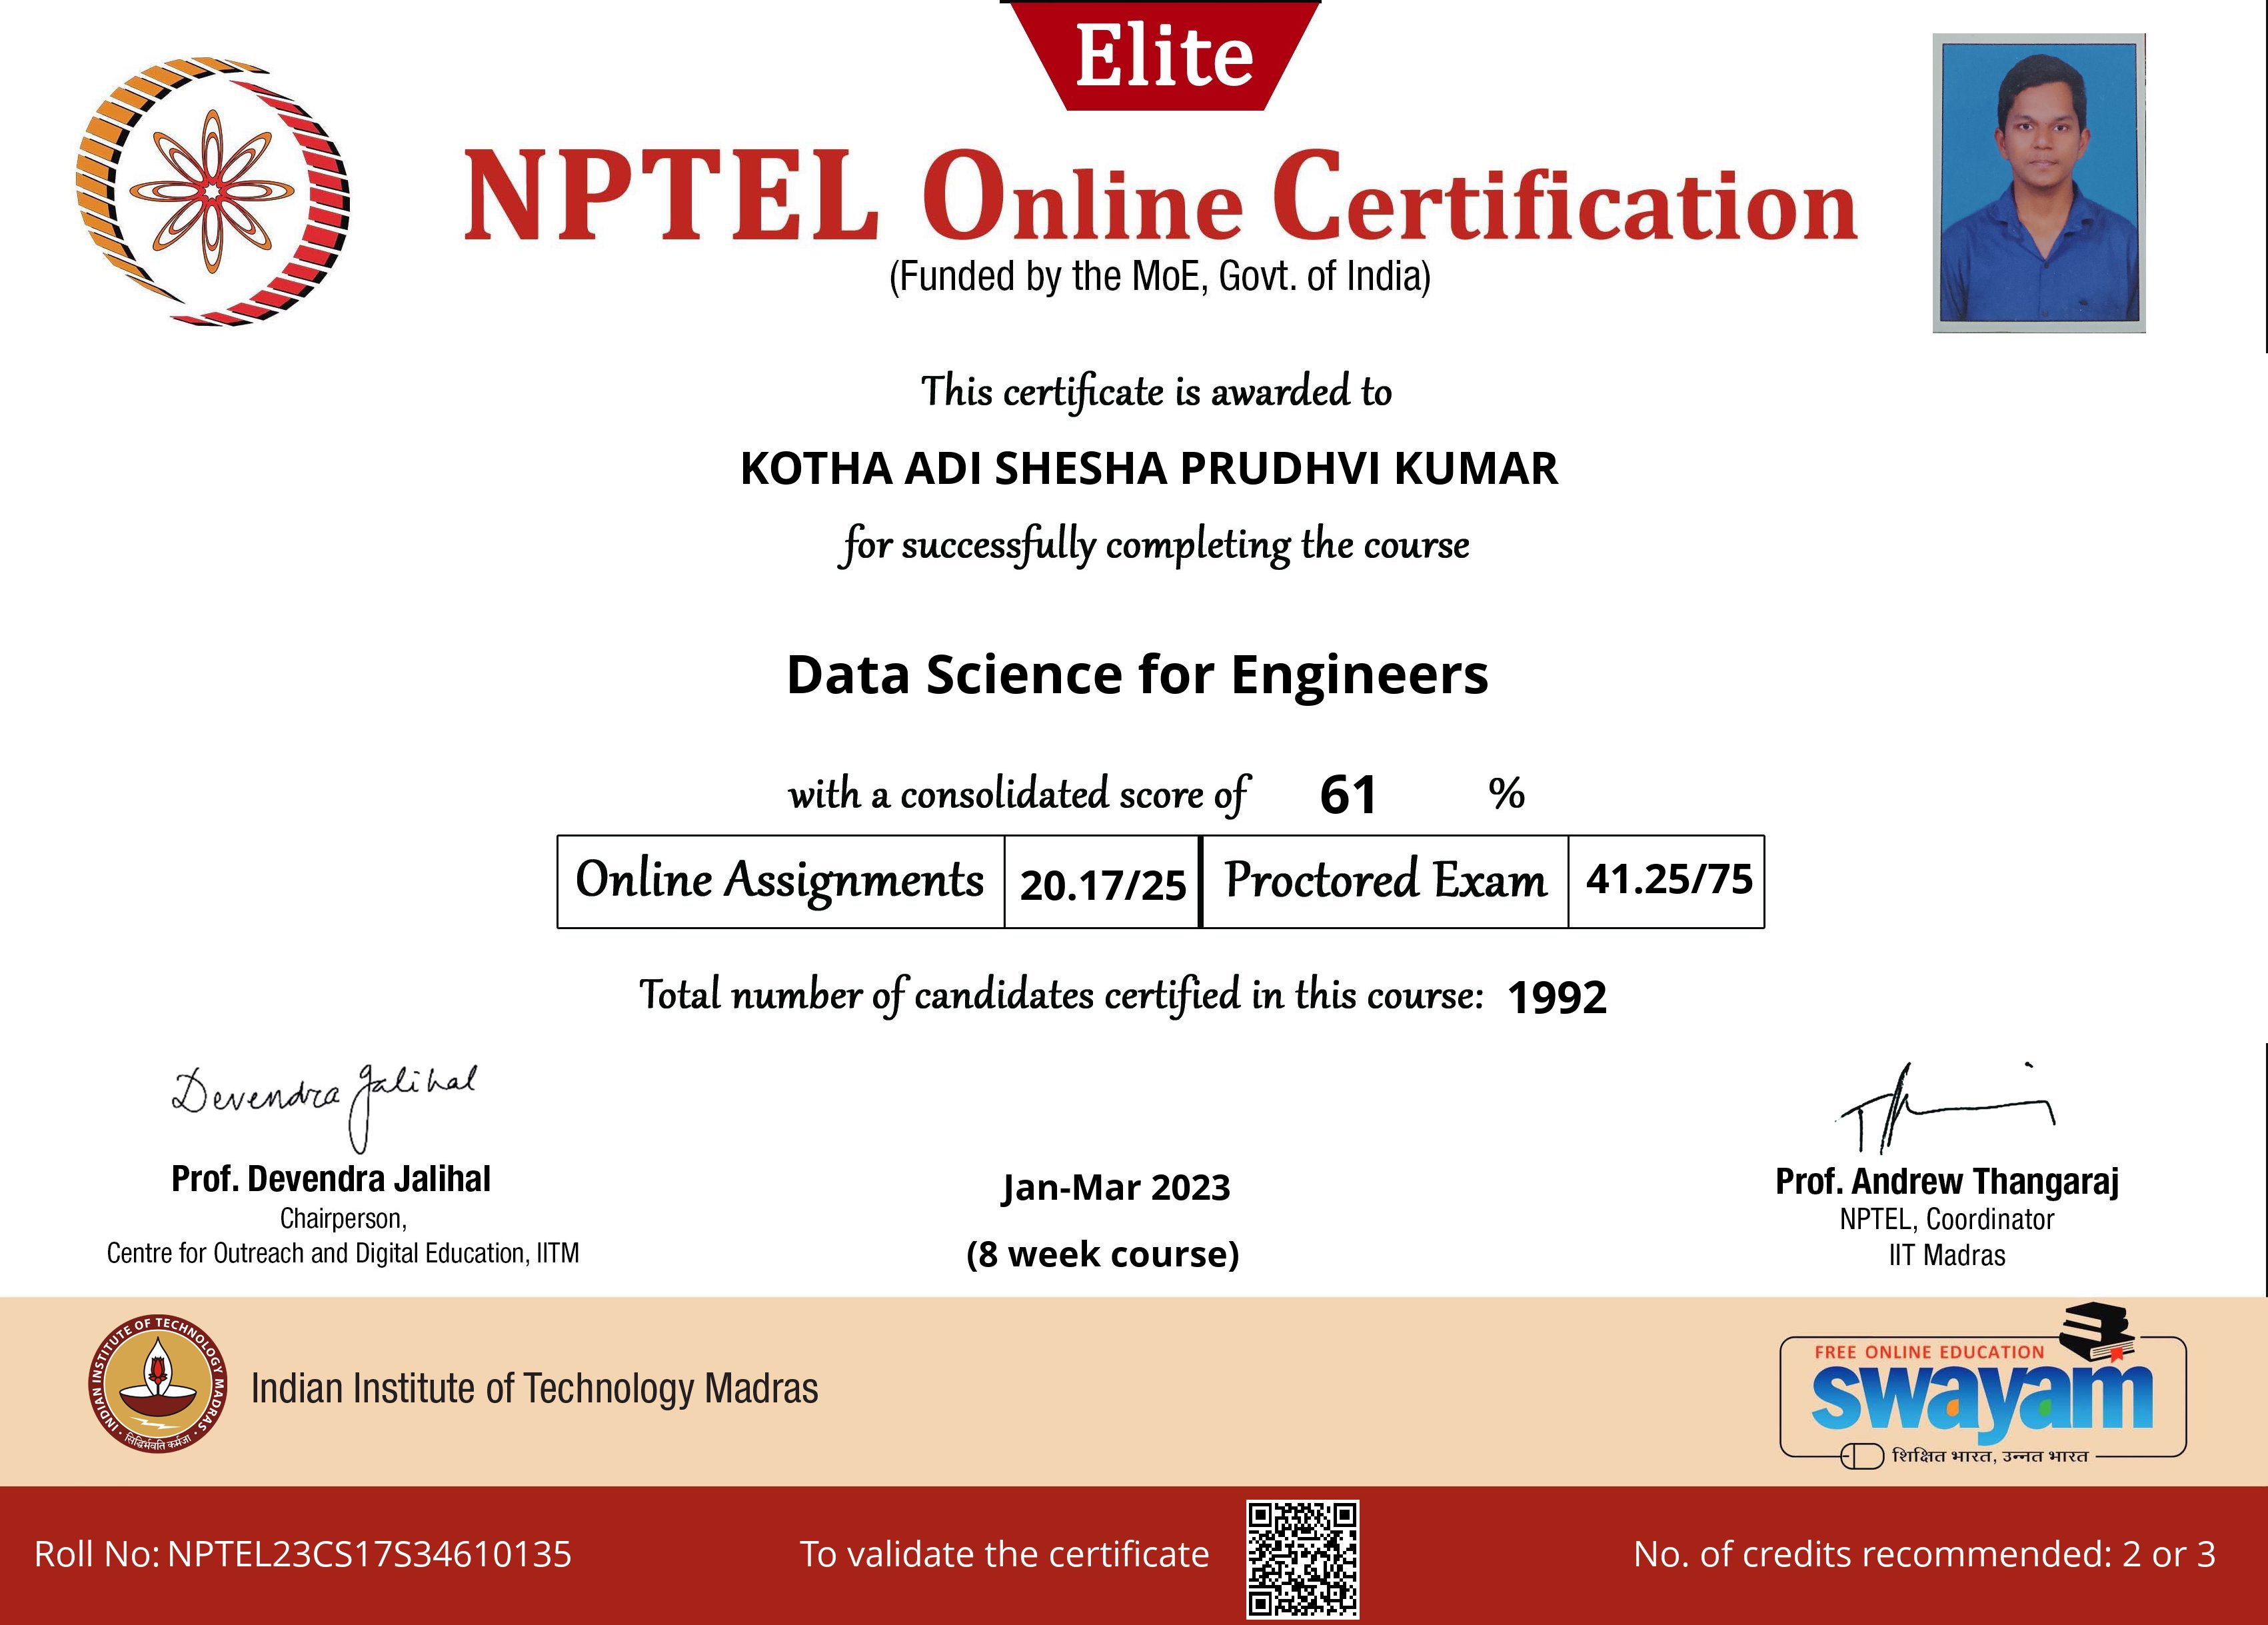 Elite
NPTEL Online Certification
(Funded by the MoE, Govt. of India)
This certificate is awarded to
KOTHA ADI SHESHA PRUDHVI KUMAR
for successfully completing the course
Data Science for Engineers
with a consolidated score of 61 %
Online Assignments 20.17/25 Proctored Exam 41.25/75
Total number of candidates certified in this course: 1992
Devendra Jalihal
Prof. Devendra Jalihal
Chairperson,
Centre for Outreach and Digital Education, IITM
Jan-Mar 2023
(8 week course)
Prof. Andrew Thangaraj
NPTEL, Coordinator
IIT Madras
INDIAN INSTITUTE OF TECHNOLOGY MADRAS
सिद्धिर्भवति कर्मजा
Indian Institute of Technology Madras
FREE ONLINE EDUCATION
swayam
शिक्षित भारत, उन्नत भारत
Roll No: NPTEL23CS17S34610135
To validate the certificate
No. of credits recommended: 2 or 3